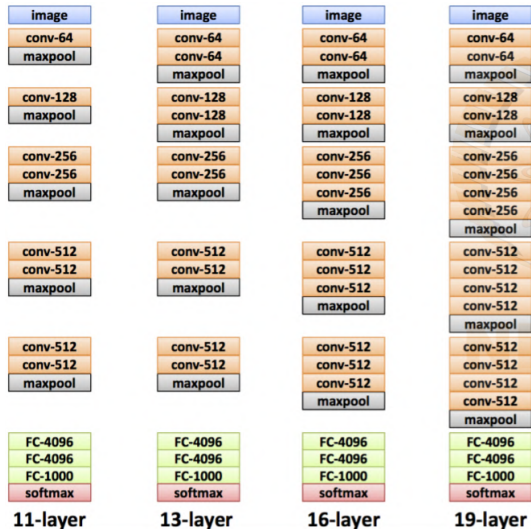 image
conv-64
maxpool
conv-128
maxpool
conv-256
conv-256
maxpool
conv-512
conv-512
maxpool
conv-512
conv-512
maxpool
FC-4096
FC-4096
FC-1000
softmax
11-layer
image
conv-64
conv-64
maxpool
conv-128
conv-128
maxpool
conv-256
conv-256
maxpool
conv-512
conv-512
maxpool
conv-512
conv-512
maxpool
FC-4096
FC-4096
FC-1000
softmax
13-layer
image
conv-64
conv-64
maxpool
conv-128
conv-128
maxpool
conv-256
conv-256
conv-256
maxpool
conv-512
conv-512
conv-512
maxpool
conv-512
conv-512
conv-512
maxpool
FC-4096
FC-4096
FC-1000
softmax
16-layer
image
conv-64
conv-64
maxpool
conv-128
conv-128
maxpool
conv-256
conv-256
conv-256
conv-256
maxpool
conv-512
conv-512
conv-512
conv-512
maxpool
conv-512
conv-512
conv-512
conv-512
maxpool
FC-4096
FC-4096
FC-1000
softmax
19-layer